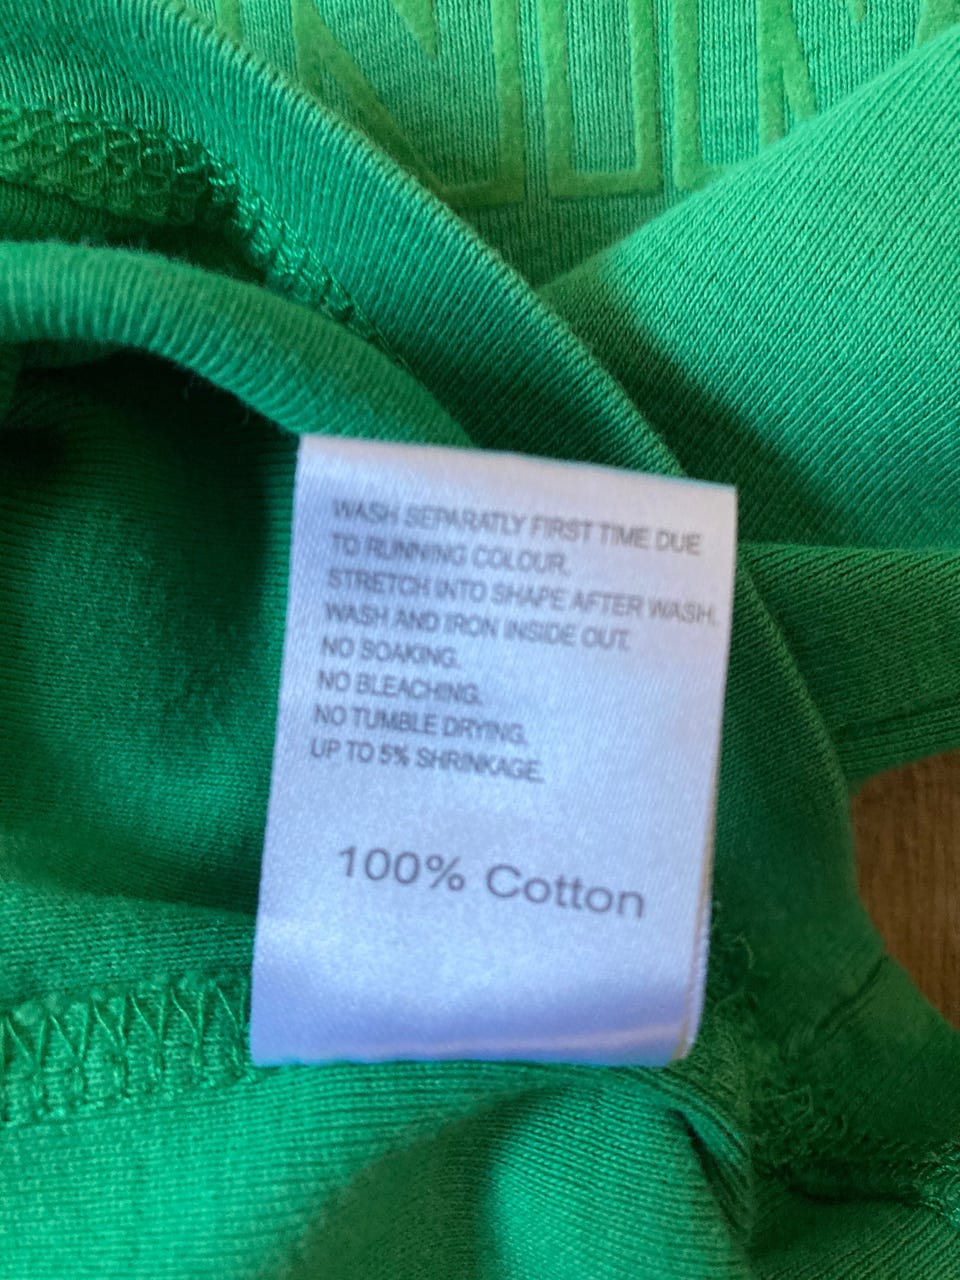 WASH SEPARATLY FIRST TIME DUE
TO RUNNING COLOUR.
STRETCH INTO SHAPE AFTER WASH.
WASH AND IRON INSIDE OUT.
NO SOAKING.
NO BLEACHING.
NO TUMBLE DRYING.
UP TO 5% SHRINKAGE.
100% Cotton